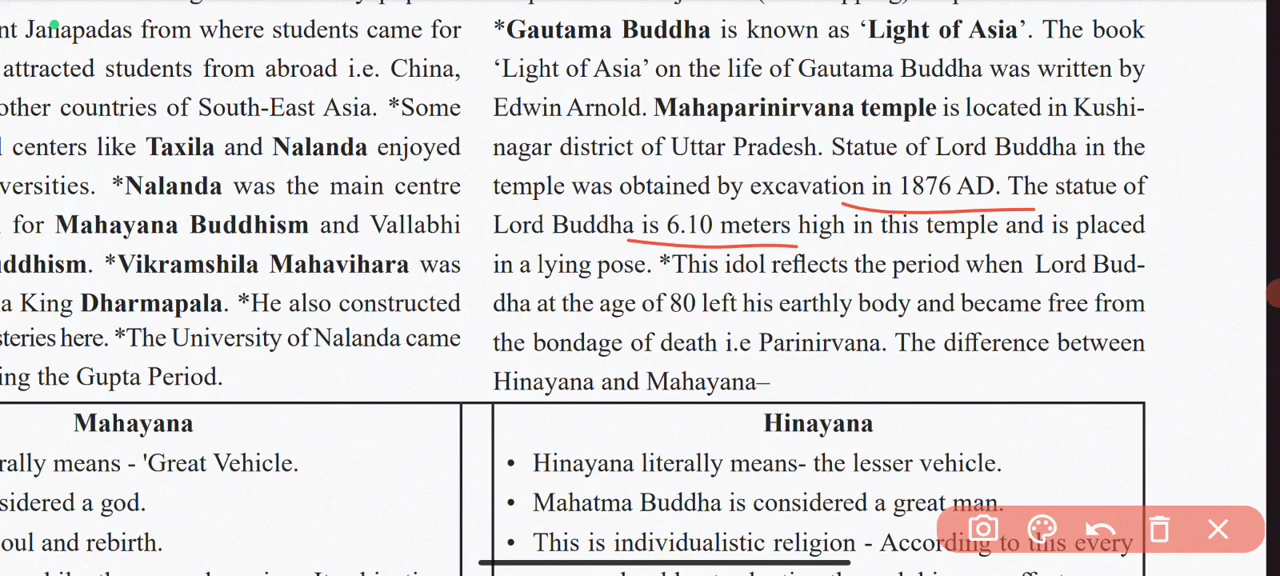 Janapadas from where students came for
attracted students from abroad i.e. China,
other countries of South-East Asia. *Some
centers like Taxila and Nalanda enjoyed
versities. *Nalanda was the main centre
for Mahayana Buddhism and Vallabhi
uddhism. *Vikramshila Mahavihara was
a King Dharmapala. *He also constructed
steries here. *The University of Nalanda came
ing the Gupta Period.
*Gautama Buddha is known as ‘Light of Asia’. The book
‘Light of Asia’ on the life of Gautama Buddha was written by
Edwin Arnold. Mahaparinirvana temple is located in Kushi-
nagar district of Uttar Pradesh. Statue of Lord Buddha in the
temple was obtained by excavation in 1876 AD. The statue of
Lord Buddha is 6.10 meters high in this temple and is placed
in a lying pose. *This idol reflects the period when Lord Bud-
dha at the age of 80 left his earthly body and became free from
the bondage of death i.e Parinirvana. The difference between
Hinayana and Mahayana–
Mahayana
rally means - 'Great Vehicle.
sidered a god.
oul and rebirth.
Hinayana
• Hinayana literally means- the lesser vehicle.
• Mahatma Buddha is considered a great man.
• This is individualistic religion - According to this every